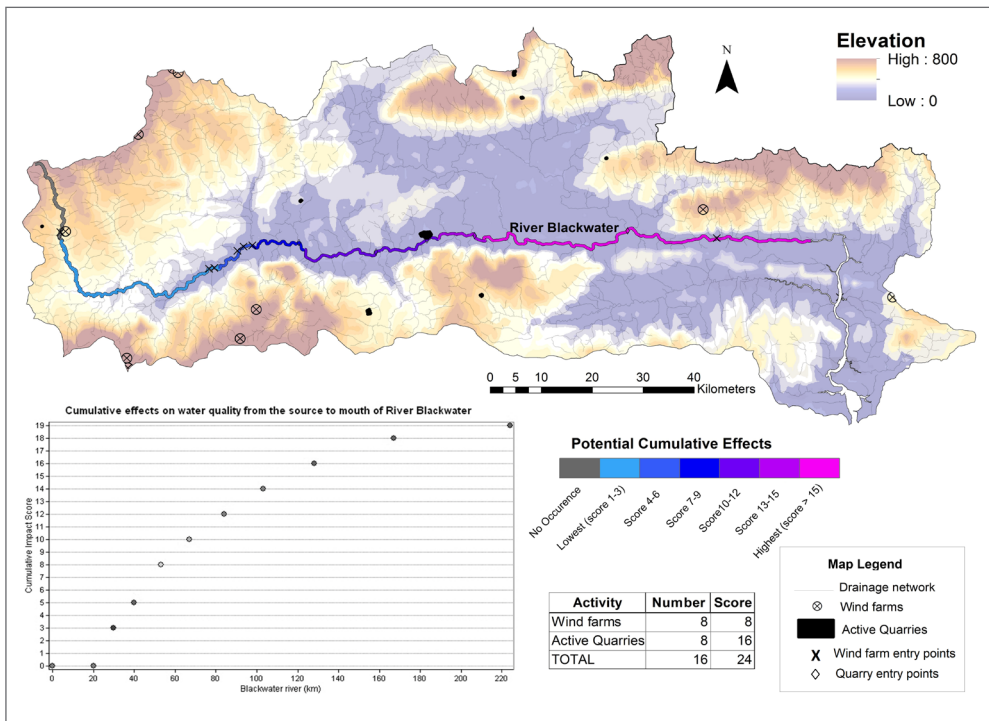 Elevation
High : 800
Low : 0
N
River Blackwater
0 5 10 20 30 40
Kilometers
Cumulative effects on water quality from the source to mouth of River Blackwater
Cumulative Impact Score
19
18
17
16
15
14
13
12
11
10
9
8
7
6
5
4
3
2
1
0
0 20 40 60 80 100 120 140 160 180 200 220
Blackwater river (km)
Potential Cumulative Effects
No Occurence
Lowest (score 1-3)
Score 4-6
Score 7-9
Score10-12
Score 13-15
Highest (score > 15)
Activity Number Score
Wind farms 8 8
Active Quarries 8 16
TOTAL 16 24
Map Legend
Drainage network
Wind farms
Active Quarries
X Wind farm entry points
Quarry entry points